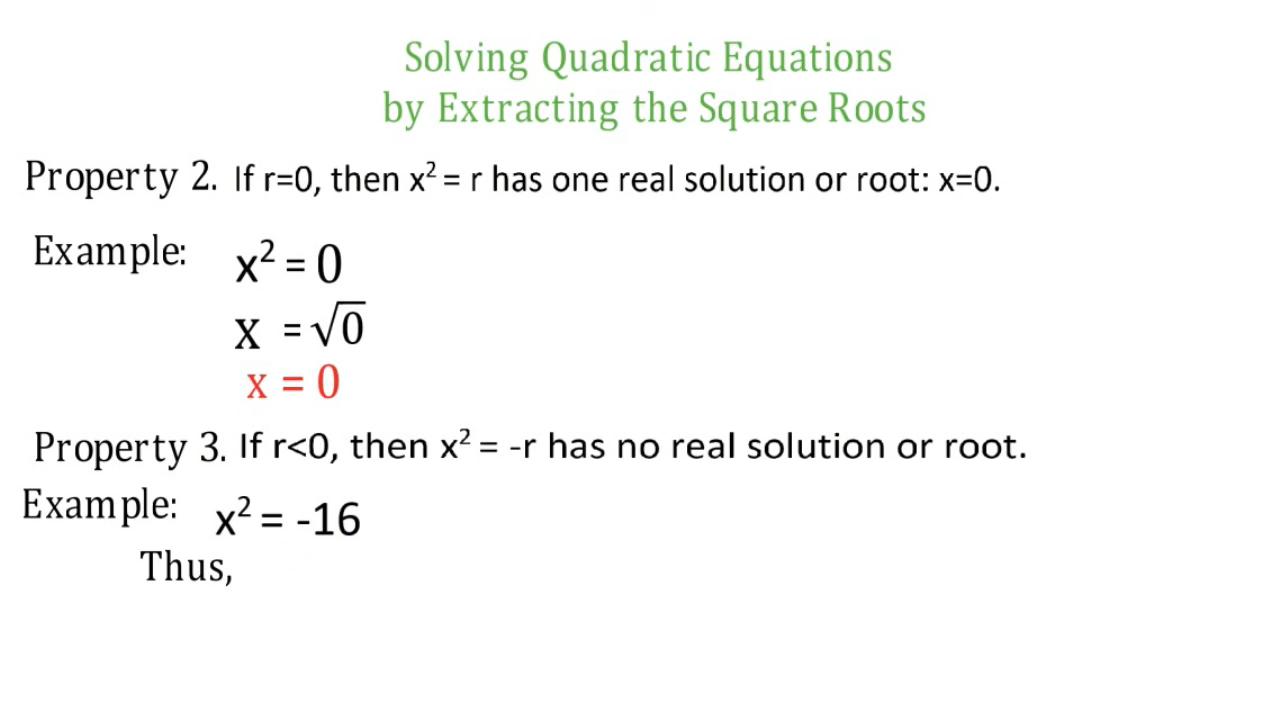 Solving Quadratic Equations
by Extracting the Square Roots
Property 2. If r=0, then x² = r has one real solution or root: x=0.
Example: x² = 0
x = √0
x = 0
Property 3. If r<0, then x² = -r has no real solution or root.
Example: x² = -16
Thus,